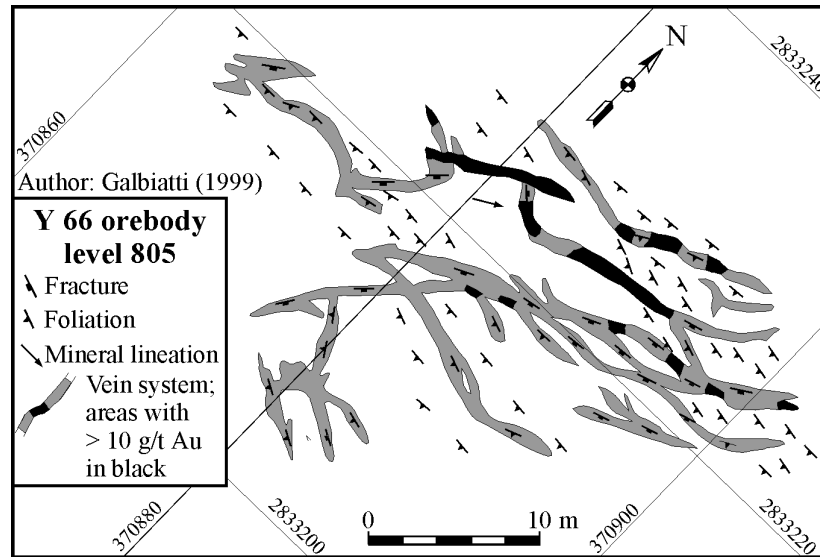 N
2833240
370860
Author: Galbiatti (1999)
Y 66 orebody
level 805
Fracture
Foliation
Mineral lineation
Vein system;
areas with
> 10 g/t Au
in black
0 10 m
370880
2833200
370900
2833220